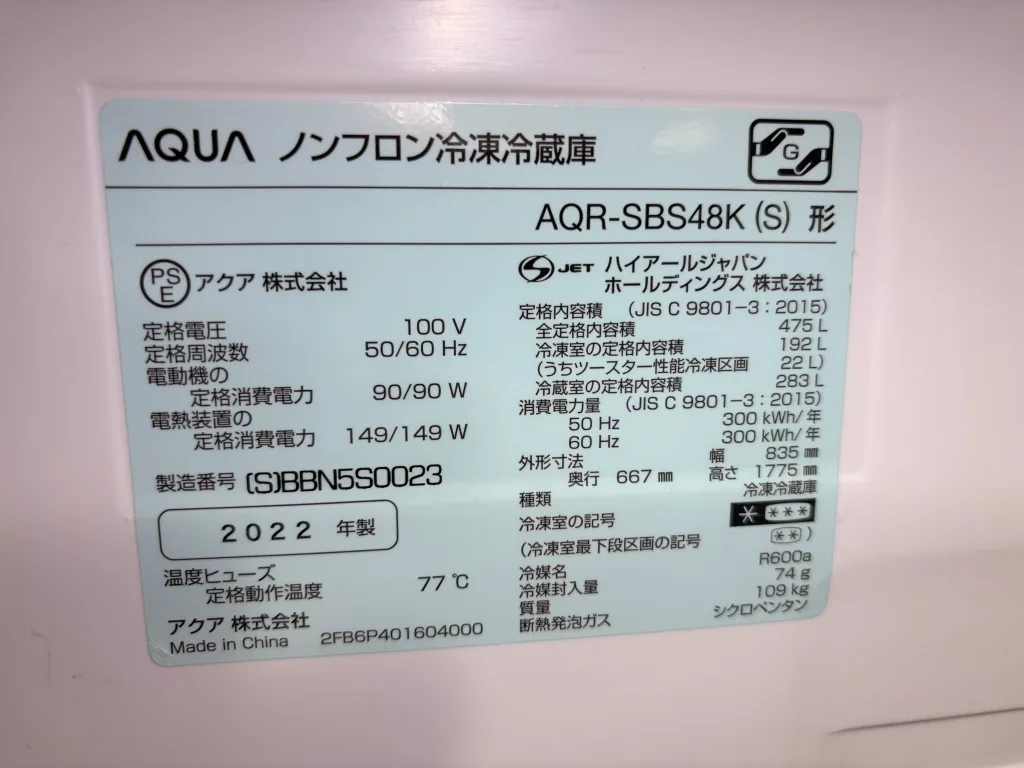 AQUA ノンフロン冷凍冷蔵庫
G
AQR-SBS48K (S) 形
PSE アクア 株式会社
定格電圧 100 V
定格周波数 50/60 Hz
電動機の
定格消費電力 90/90 W
電熱装置の
定格消費電力 149/149 W
製造番号 (S)BBN5S0023
2022 年製
温度ヒューズ
定格動作温度 77 ℃
アクア 株式会社
Made in China 2FB6P401604000
JET ハイアールジャパン
ホールディングス 株式会社
定格内容積 (JIS C 9801-3:2015)
全定格内容積 475 L
冷凍室の定格内容積 192 L
(うちツースター性能冷凍区画 22 L)
冷蔵室の定格内容積 283 L
消費電力量 (JIS C 9801-3:2015)
50 Hz 300 kWh/年
60 Hz 300 kWh/年
外形寸法 幅 835 ㎜
奥行 667 ㎜ 高さ 1775 ㎜
種類 冷凍冷蔵庫
冷凍室の記号 * ***
(冷凍室最下段区画の記号 ** )
冷媒名 R600a
冷媒封入量 74 g
質量 109 kg
断熱発泡ガス シクロペンタン